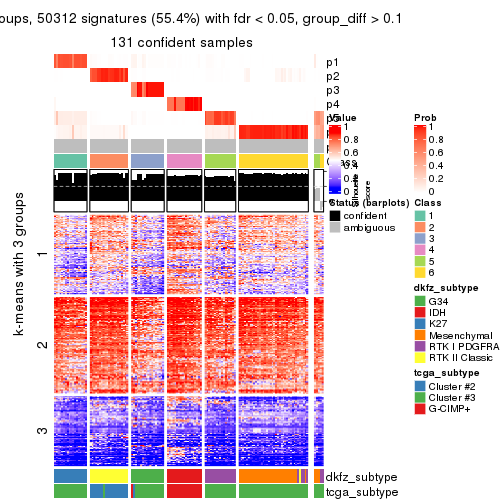 oups, 50312 signatures (55.4%) with fdr < 0.05, group_diff > 0.1
131 confident samples
k-means with 3 groups
1
2
3
p1
p2
p3
p4
Value
1
0.8
0.6
0.4
0.2
0
Prob
1
0.8
0.6
0.4
0.2
0
score
Status (barplots)
confident
ambiguous
Class
1
2
3
4
5
6
dkfz_subtype
G34
IDH
K27
Mesenchymal
RTK I PDGFRA
RTK II Classic
tcga_subtype
Cluster #2
Cluster #3
G-CIMP+
dkfz_subtype
tcga_subtype